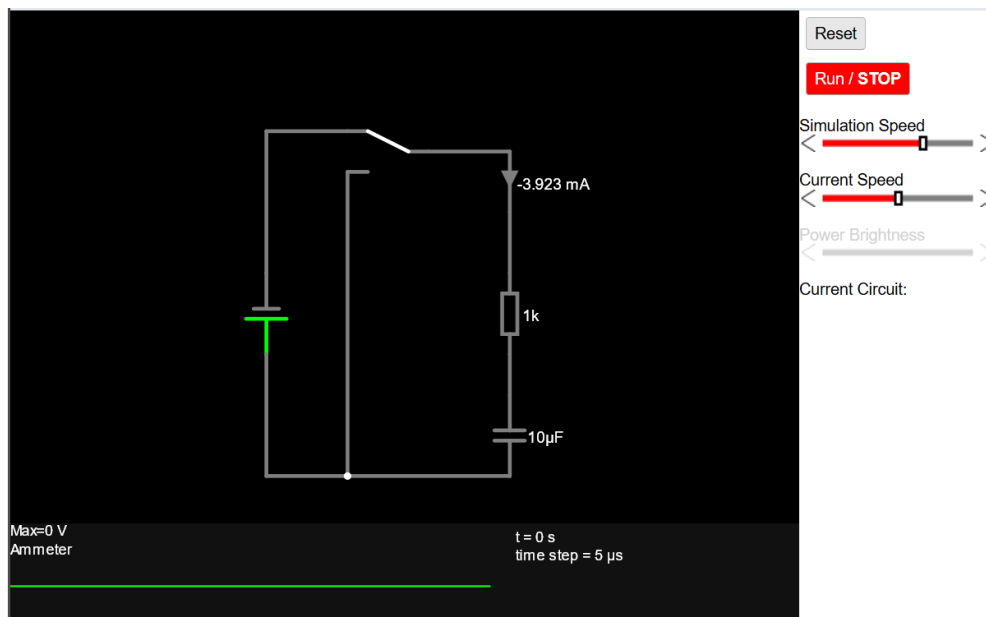 Reset
Run / STOP
Simulation Speed
Current Speed
Power Brightness
Current Circuit:
-3.923 mA
1k
10µF
Max=0 V
Ammeter
t = 0 s
time step = 5 µs